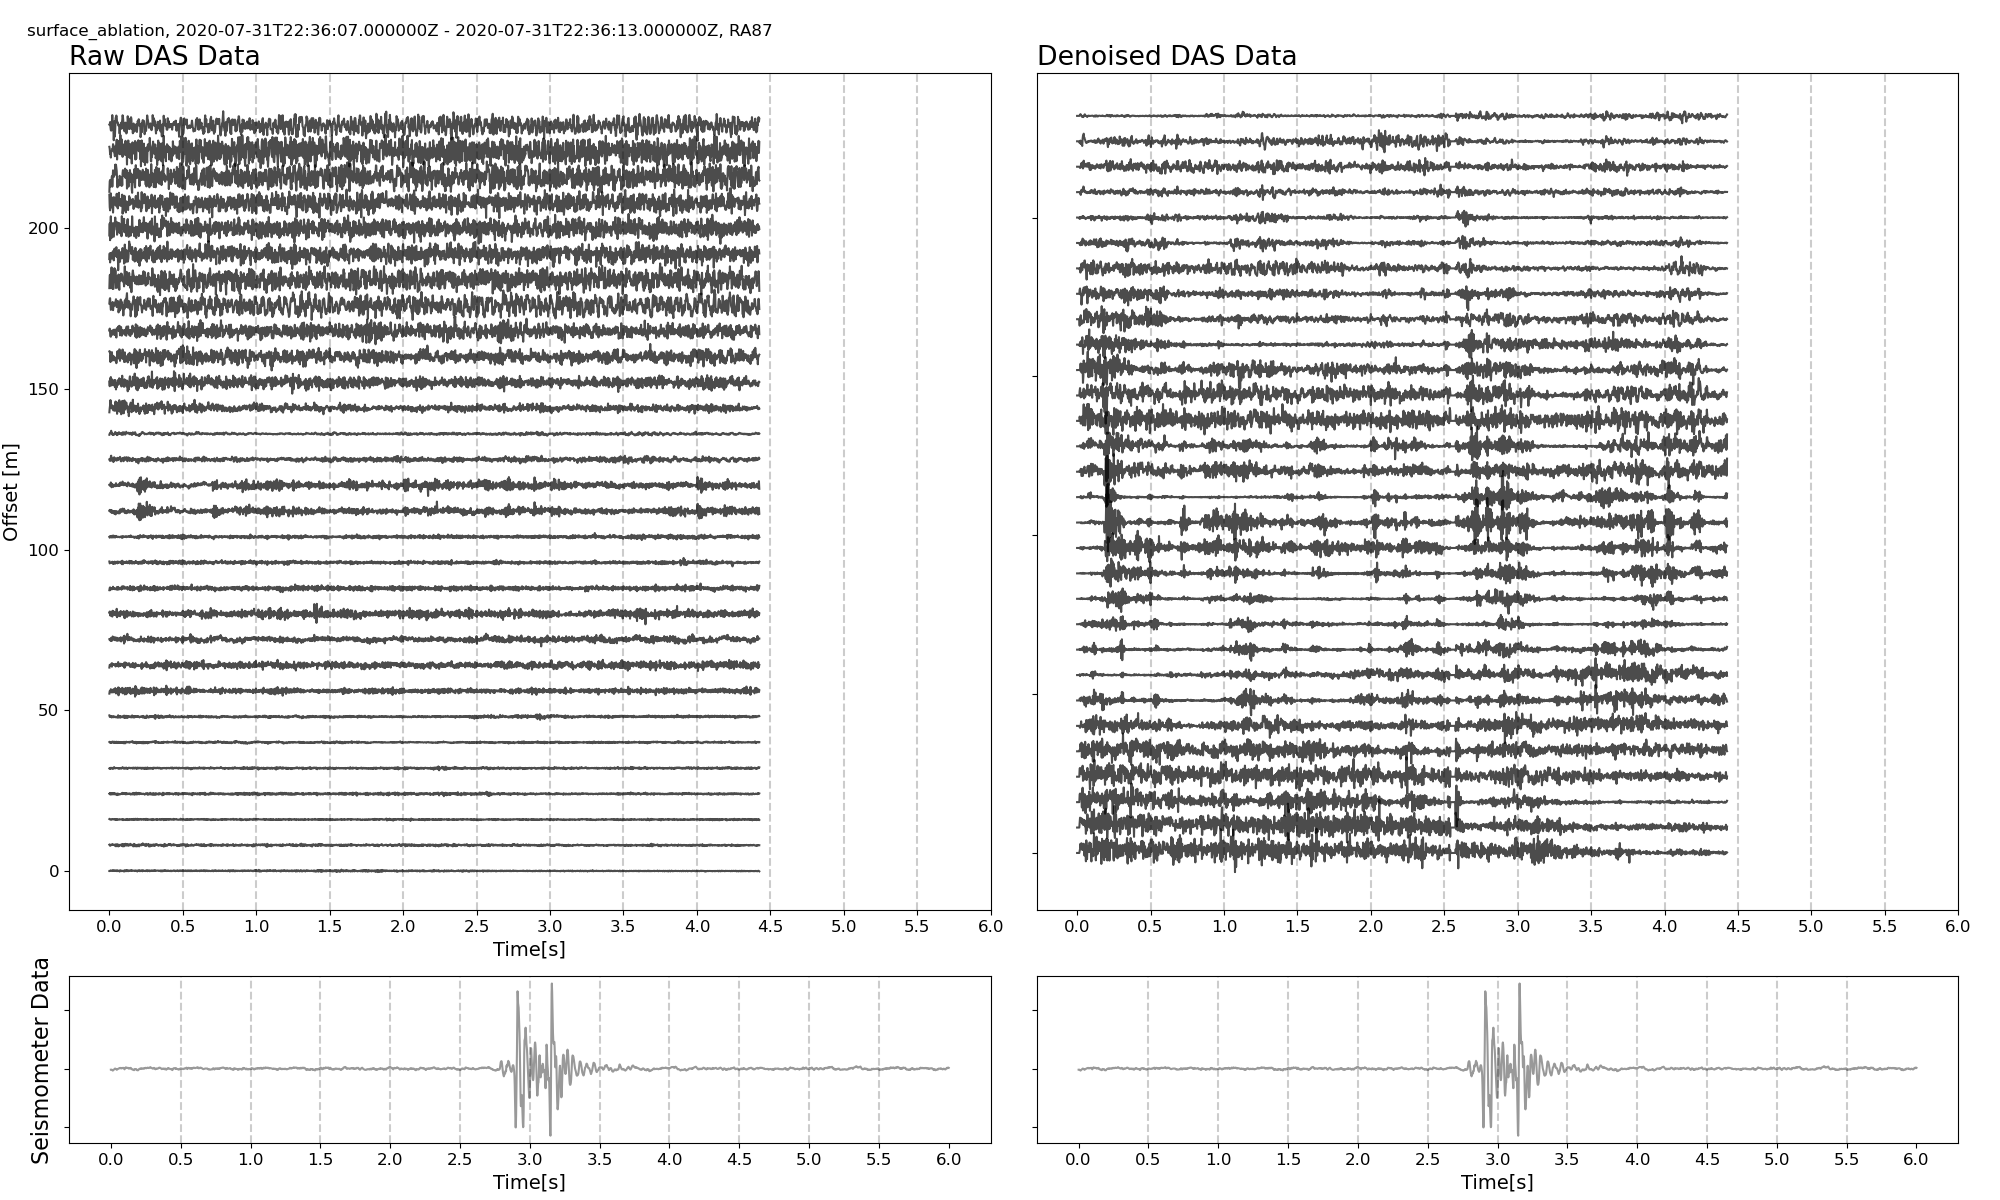 surface_ablation, 2020-07-31T22:36:07.000000Z - 2020-07-31T22:36:13.000000Z, RA87
Raw DAS Data
Denoised DAS Data
Offset [m]
200
150
100
50
0
0.0 0.5 1.0 1.5 2.0 2.5 3.0 3.5 4.0 4.5 5.0 5.5 6.0
Time[s]
0.0 0.5 1.0 1.5 2.0 2.5 3.0 3.5 4.0 4.5 5.0 5.5 6.0
Seismometer Data
0.0 0.5 1.0 1.5 2.0 2.5 3.0 3.5 4.0 4.5 5.0 5.5 6.0
Time[s]
0.0 0.5 1.0 1.5 2.0 2.5 3.0 3.5 4.0 4.5 5.0 5.5 6.0
Time[s]